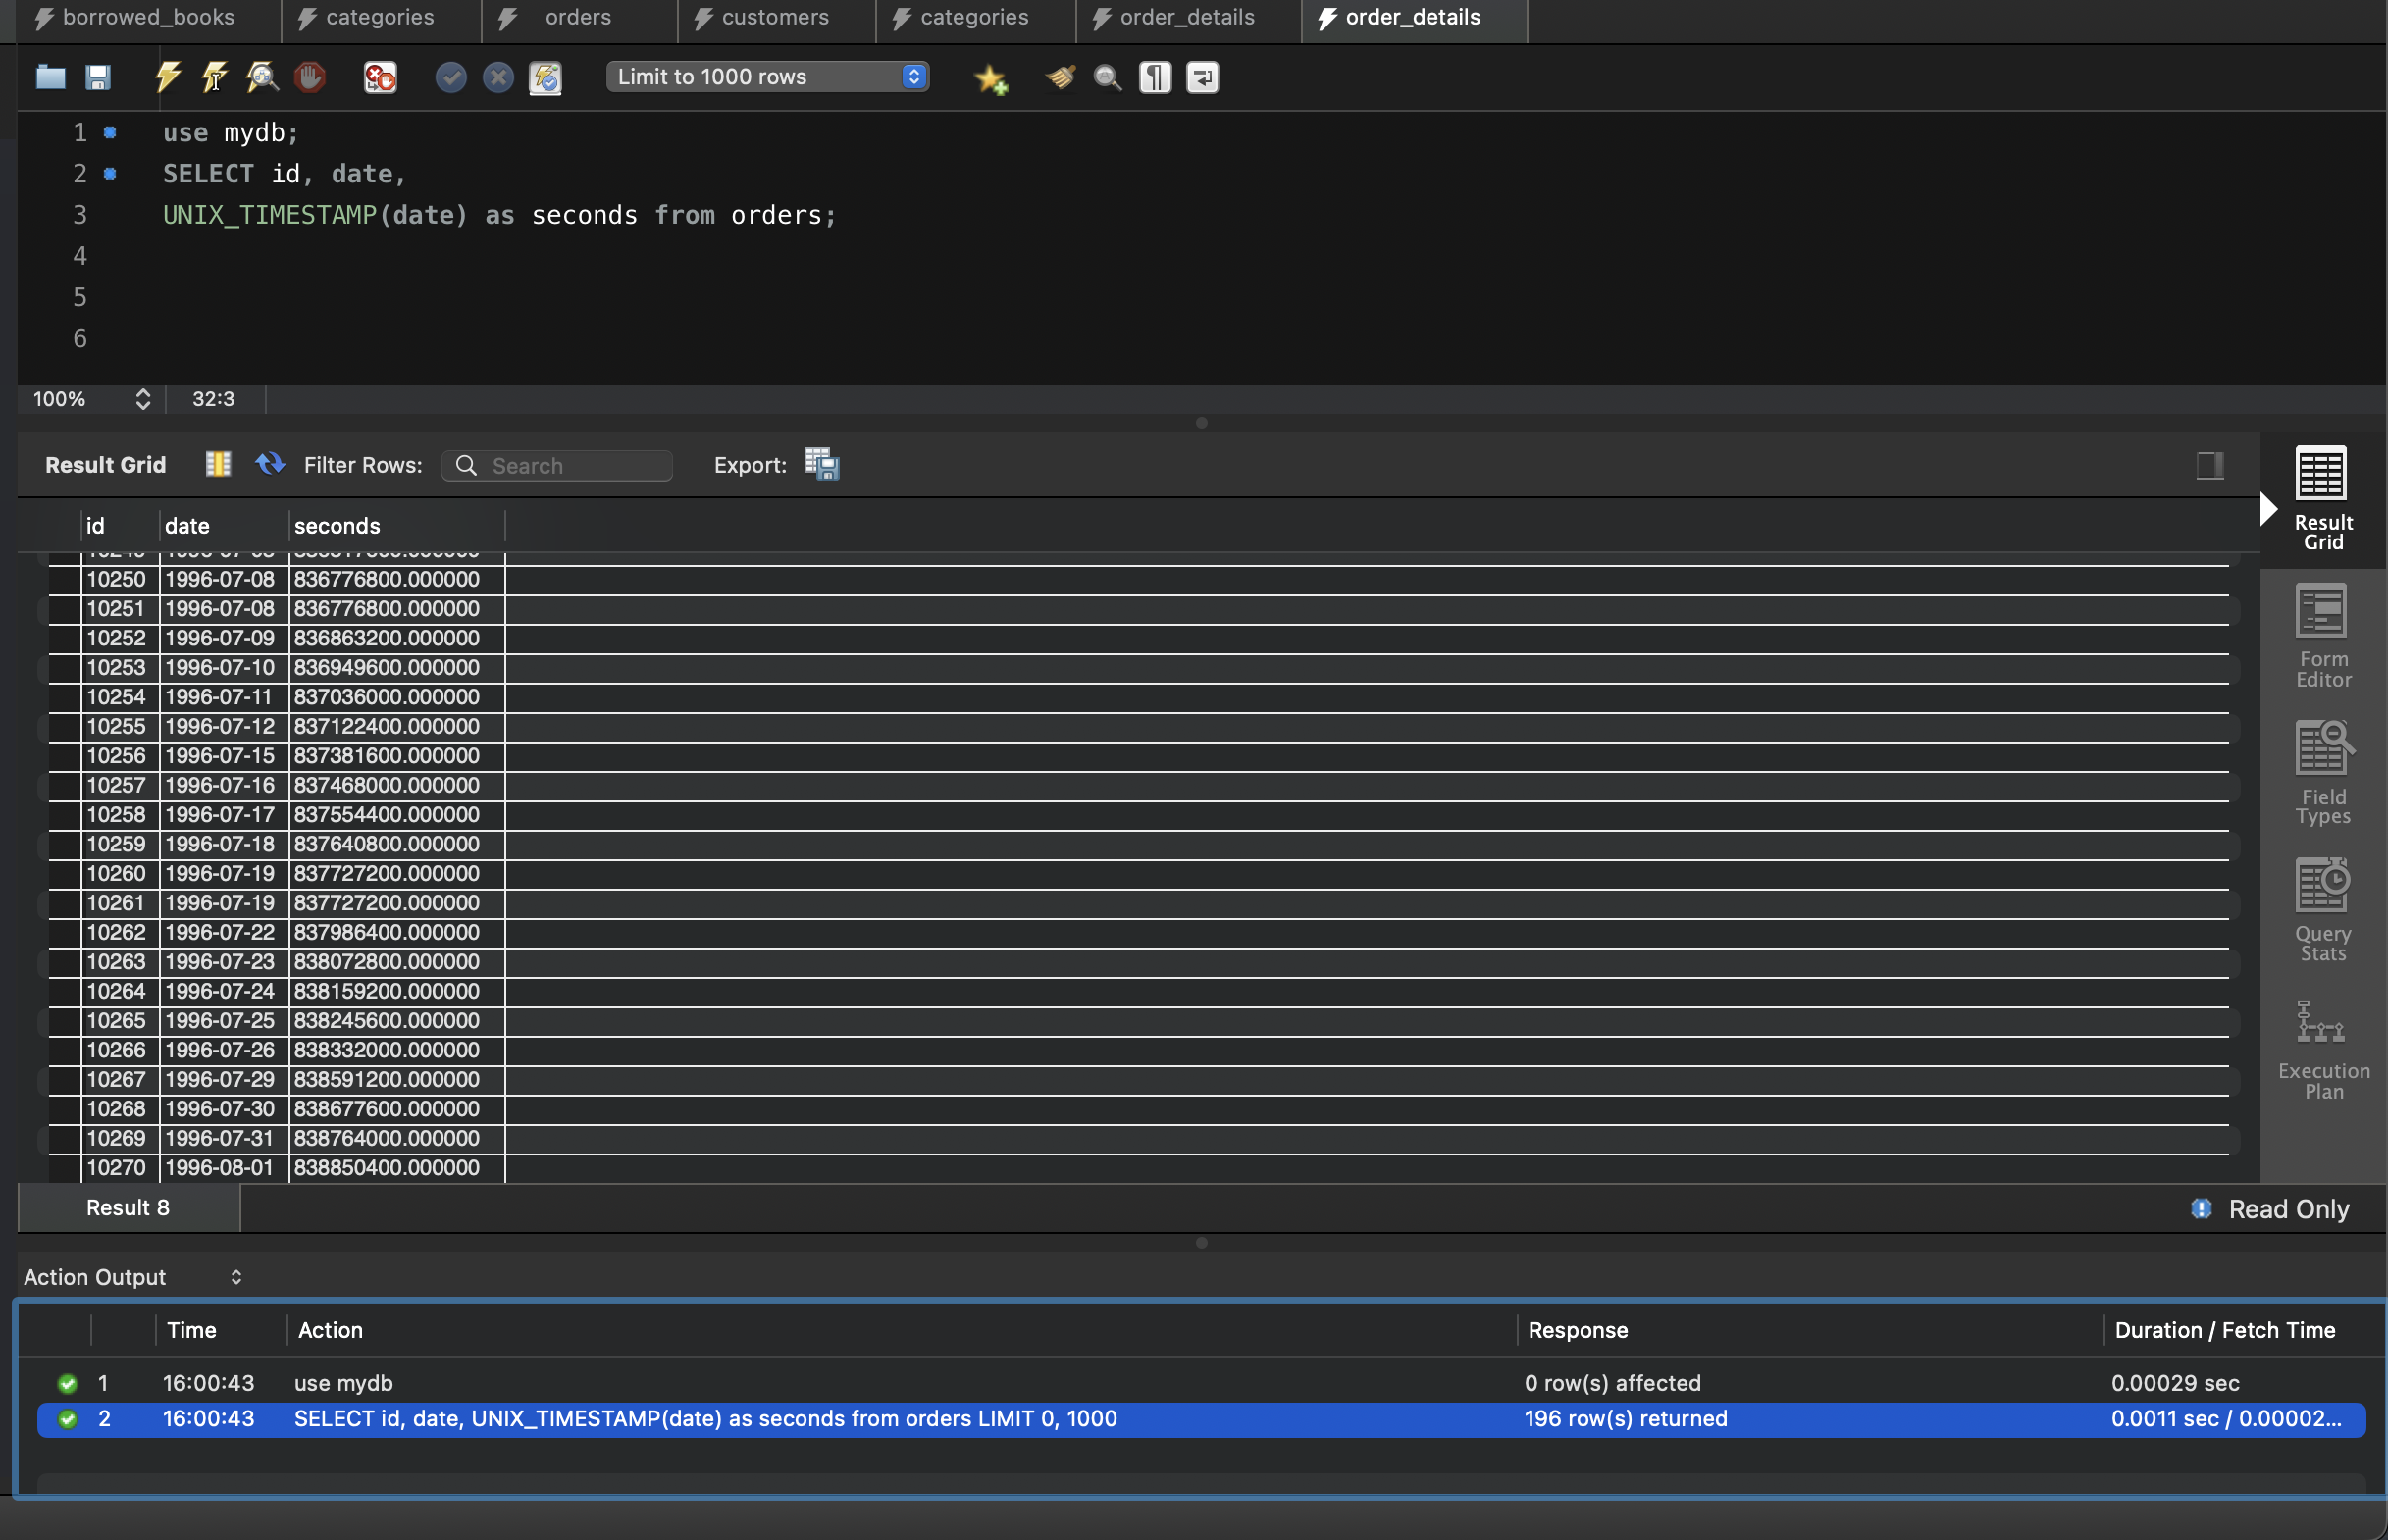 borrowed_books categories orders customers categories order_details order_details
Limit to 1000 rows
1 use mydb;
2 SELECT id, date,
3 UNIX_TIMESTAMP(date) as seconds from orders;
4
5
6
100% 32:3
Result Grid Filter Rows: Search Export:
Result Grid
Form Editor
Field Types
Query Stats
Execution Plan
id date seconds
10250 1996-07-08 836776800.000000
10251 1996-07-08 836776800.000000
10252 1996-07-09 836863200.000000
10253 1996-07-10 836949600.000000
10254 1996-07-11 837036000.000000
10255 1996-07-12 837122400.000000
10256 1996-07-15 837381600.000000
10257 1996-07-16 837468000.000000
10258 1996-07-17 837554400.000000
10259 1996-07-18 837640800.000000
10260 1996-07-19 837727200.000000
10261 1996-07-19 837727200.000000
10262 1996-07-22 837986400.000000
10263 1996-07-23 838072800.000000
10264 1996-07-24 838159200.000000
10265 1996-07-25 838245600.000000
10266 1996-07-26 838332000.000000
10267 1996-07-29 838591200.000000
10268 1996-07-30 838677600.000000
10269 1996-07-31 838764000.000000
10270 1996-08-01 838850400.000000
Result 8 Read Only
Action Output
Time Action Response Duration / Fetch Time
1 16:00:43 use mydb 0 row(s) affected 0.00029 sec
2 16:00:43 SELECT id, date, UNIX_TIMESTAMP(date) as seconds from orders LIMIT 0, 1000 196 row(s) returned 0.0011 sec / 0.00002...